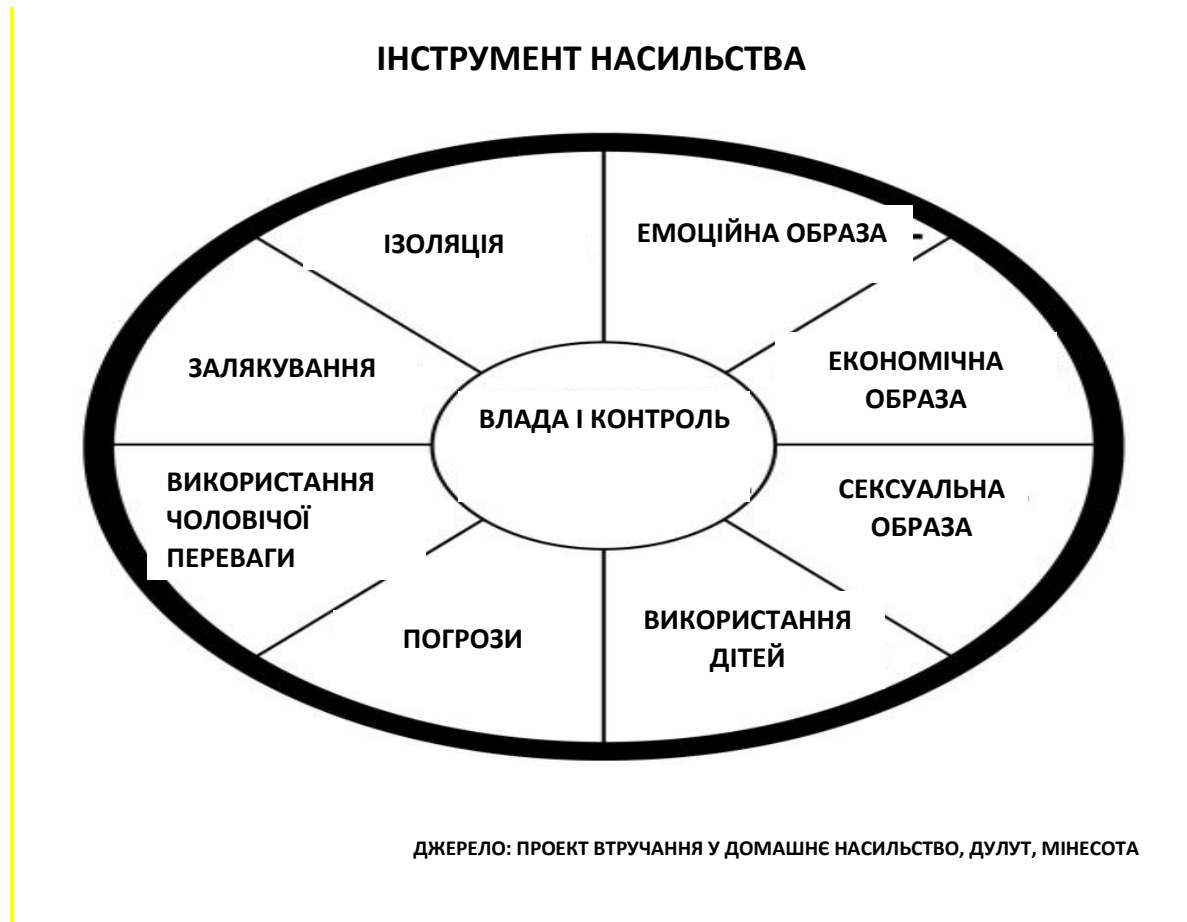 ІНСТРУМЕНТ НАСИЛЬСТВА
ІЗОЛЯЦІЯ
ЕМОЦІЙНА ОБРАЗА
ЗАЛЯКУВАННЯ
ЕКОНОМІЧНА
ОБРАЗА
ВЛАДА І КОНТРОЛЬ
ВИКОРИСТАННЯ
ЧОЛОВІЧОЇ
ПЕРЕВАГИ
СЕКСУАЛЬНА
ОБРАЗА
ПОГРОЗИ
ВИКОРИСТАННЯ
ДІТЕЙ
ДЖЕРЕЛО: ПРОЕКТ ВТРУЧАННЯ У ДОМАШНЄ НАСИЛЬСТВО, ДУЛУТ, МІНЕСОТА